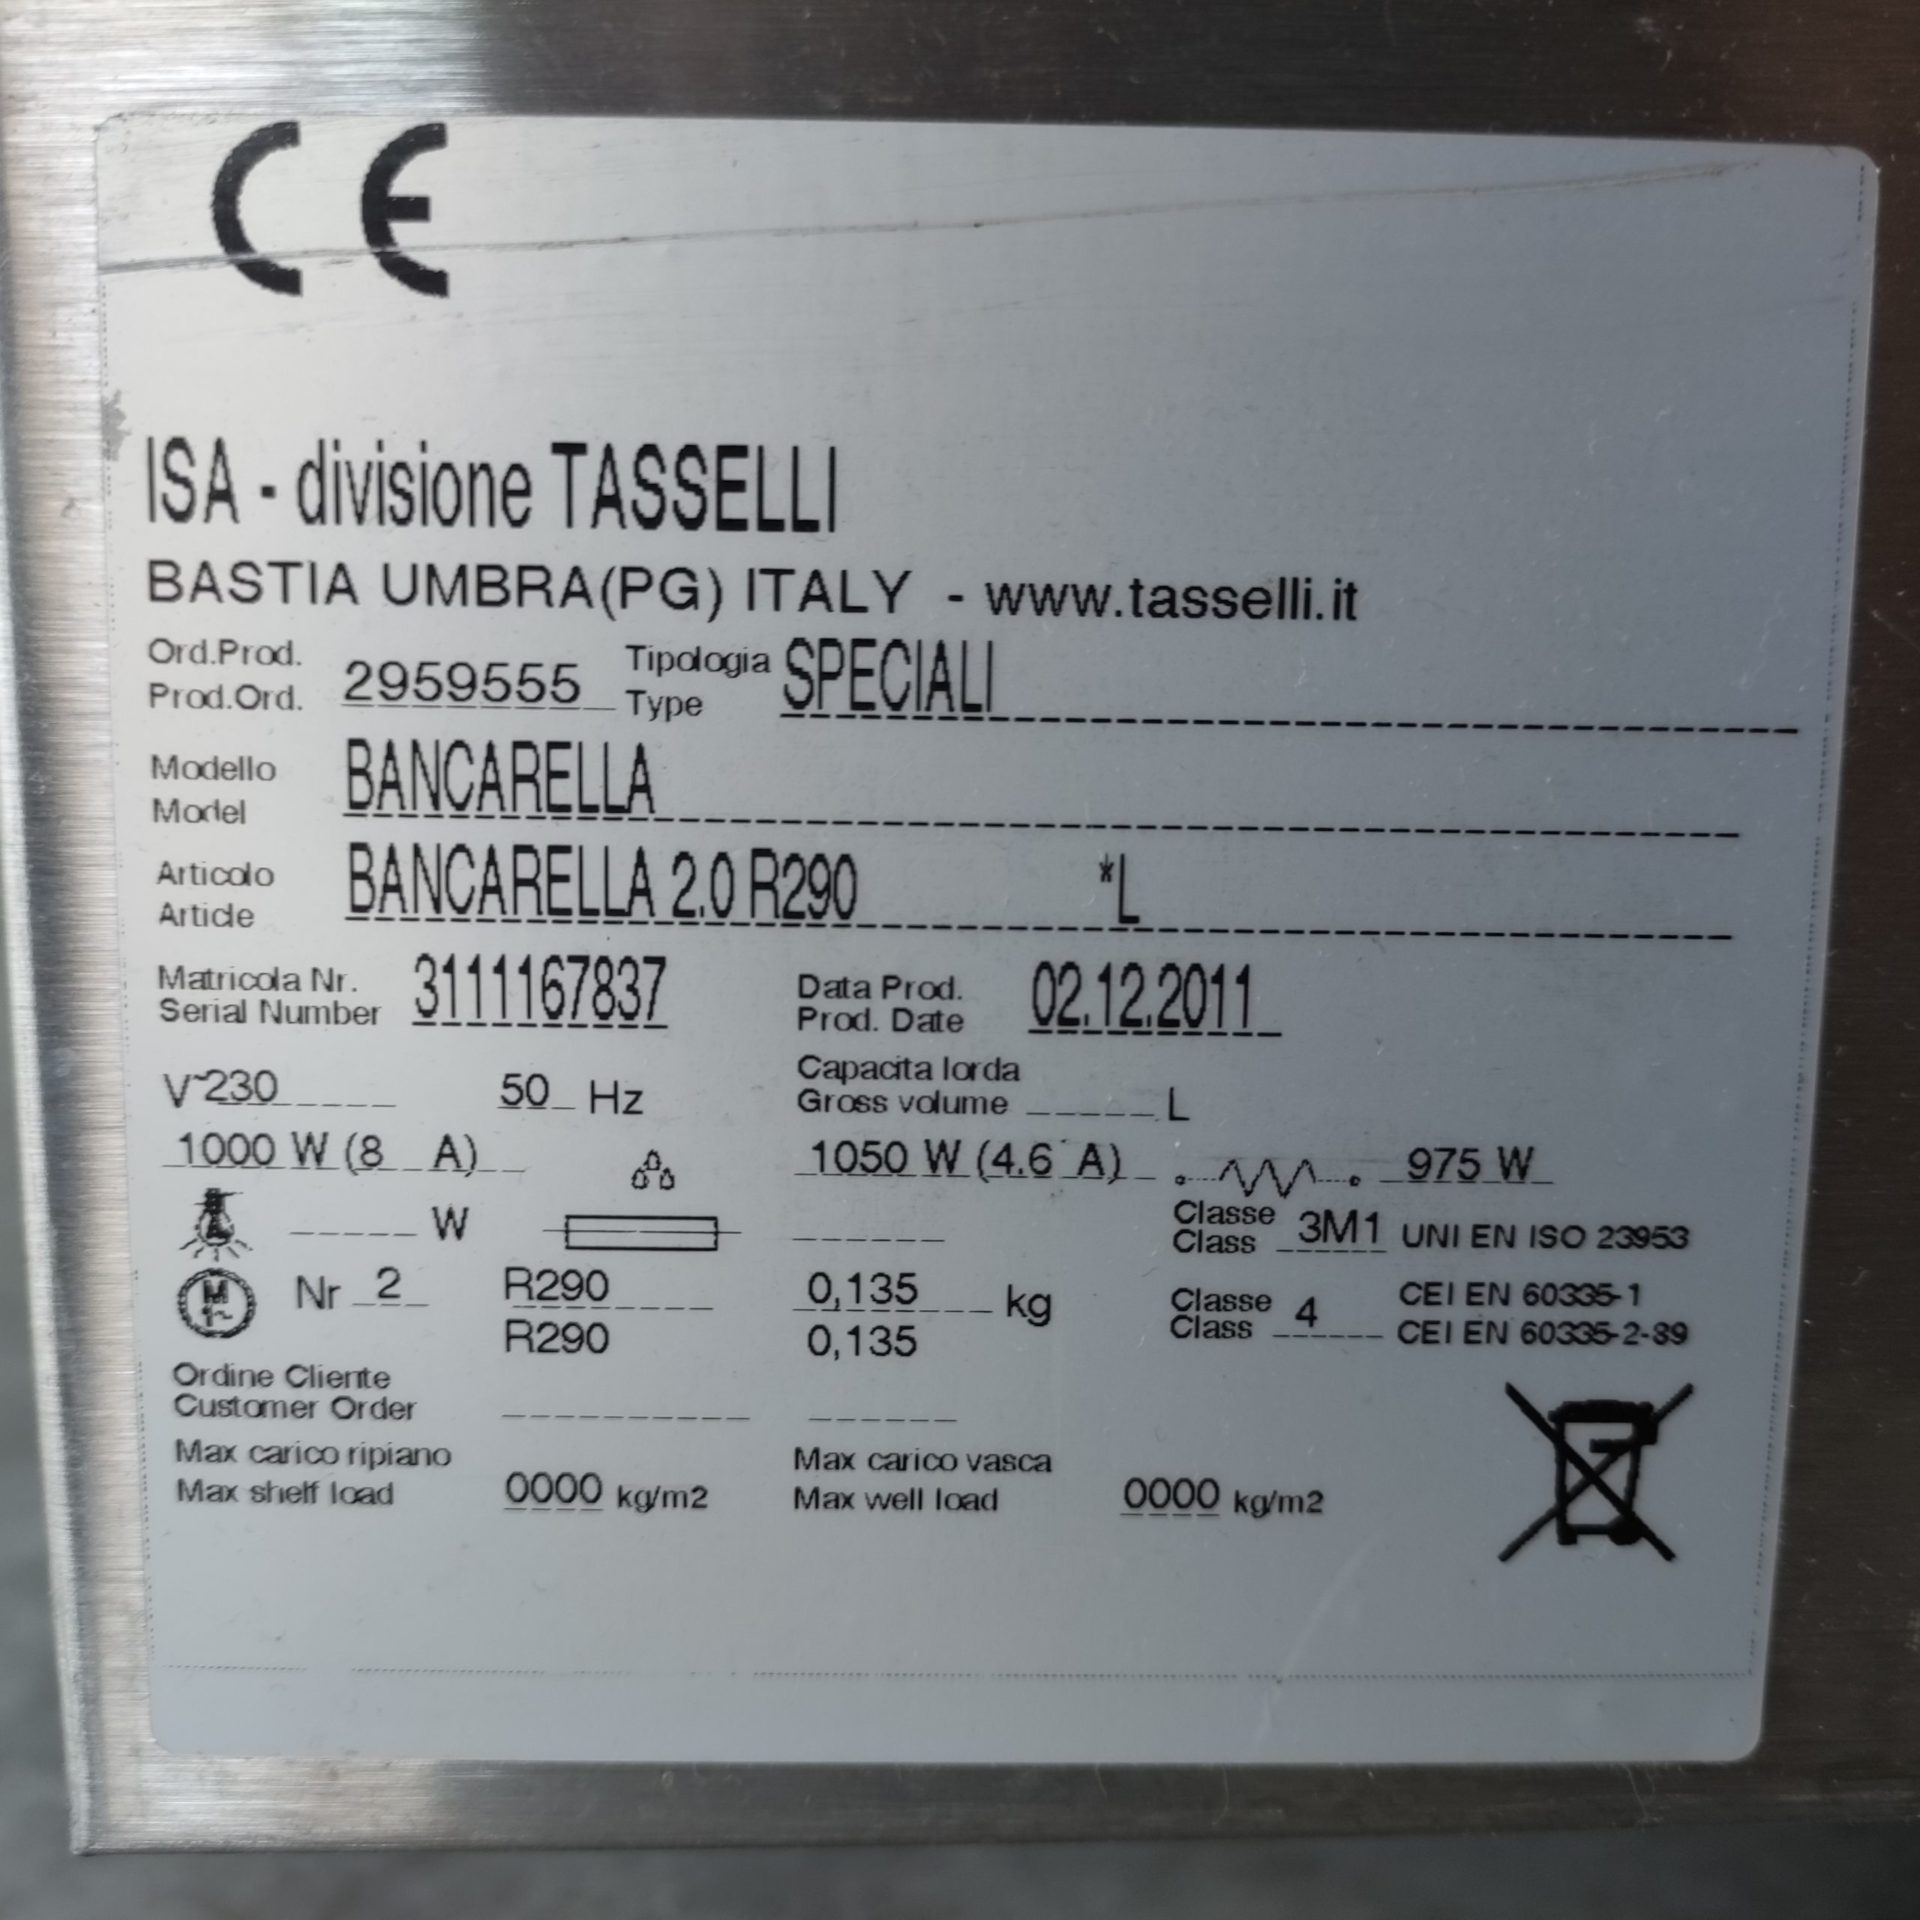 CE
ISA - divisione TASSELLI
BASTIA UMBRA(PG) ITALY - www.tasselli.it
Ord.Prod. 2959555 Tipologia SPECIALI
Prod.Ord. Type
Modello BANCARELLA
Model
Articolo BANCARELLA 2.0 R290 *L
Article
Matricola Nr. 3111167837 Data Prod. 02.12.2011
Serial Number Prod. Date
V~230 50 Hz Capacita lorda
Gross volume L
1000 W (8 A) 1050 W (4.6 A) 975 W
W Classe 3M1 UNI EN ISO 23953
Class
M Nr 2 R290 0,135 kg Classe 4 CEI EN 60335-1
R290 0,135 Class CEI EN 60335-2-89
Ordine Cliente
Customer Order
Max carico ripiano Max carico vasca
Max shelf load 0000 kg/m2 Max well load 0000 kg/m2